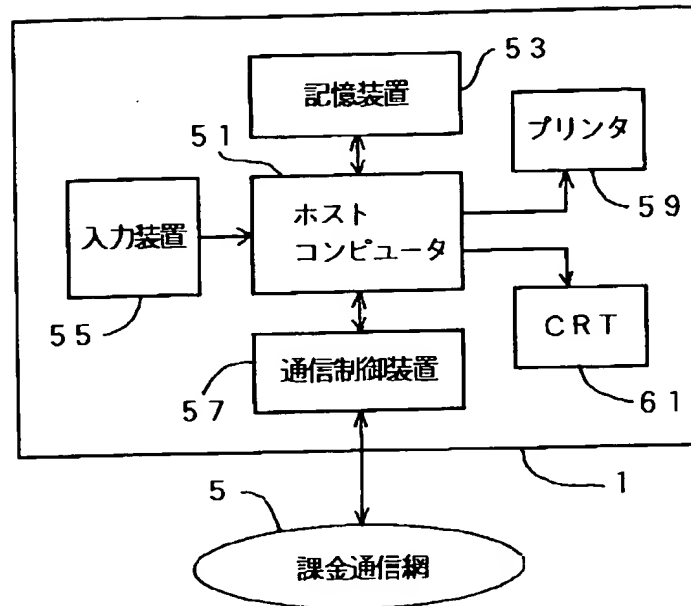 53
記憶装置
プリンタ
51
59
ホスト
コンピュータ
入力装置
55
CRT
通信制御装置
57
61
1
5
課金通信網